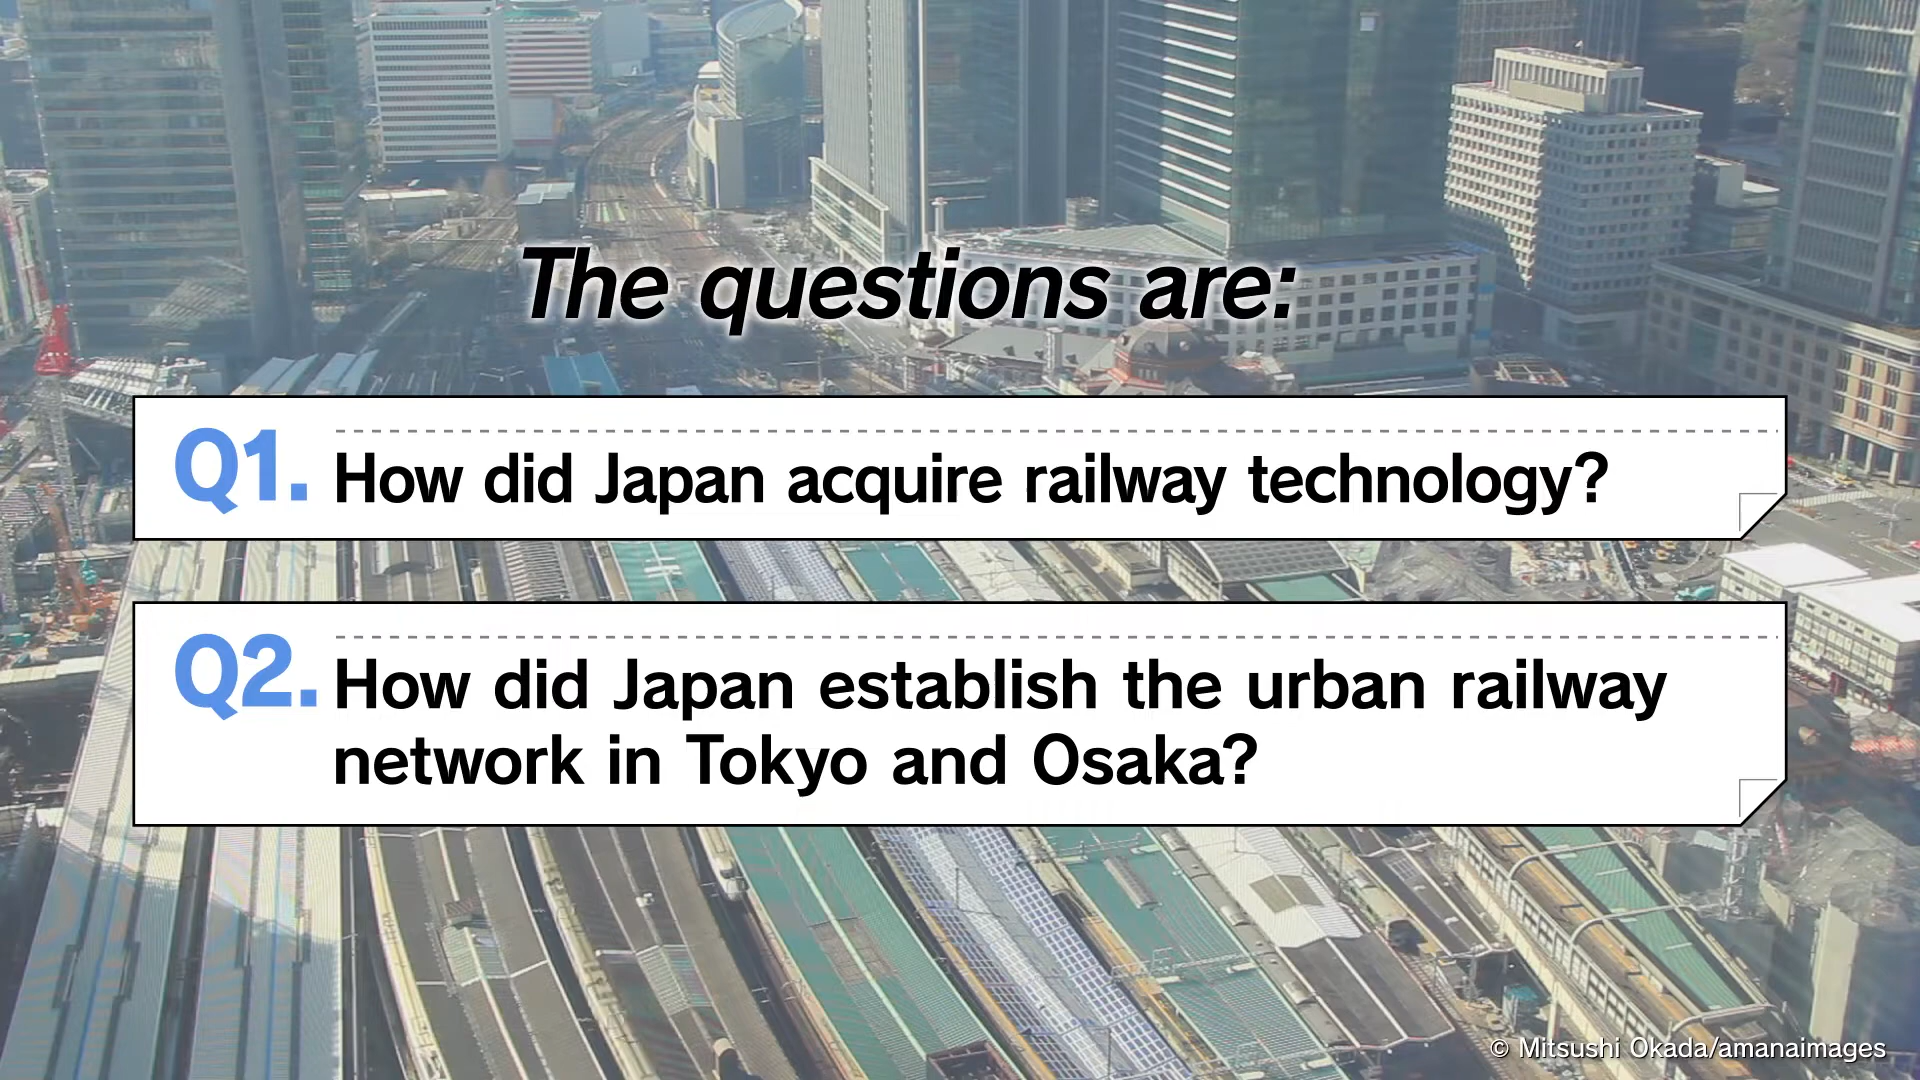 The questions are:
Q1. How did Japan acquire railway technology?
Q2. How did Japan establish the urban railway
network in Tokyo and Osaka?
© Mitsushi Okada/amanaimages